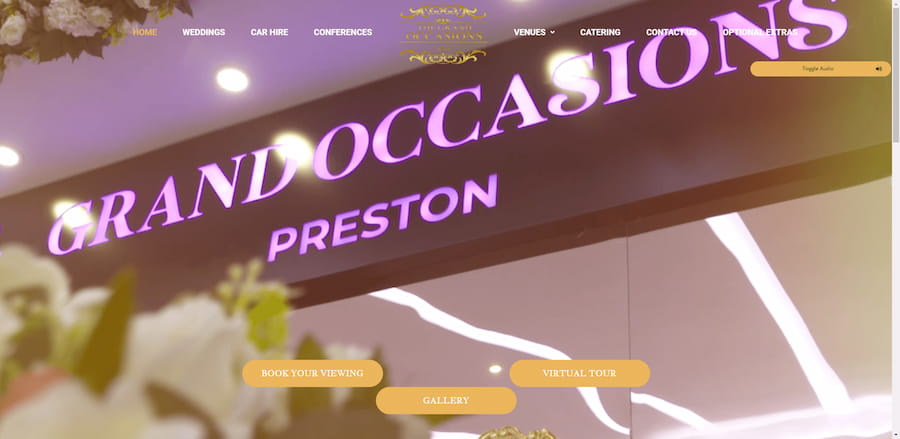 HOME WEDDINGS CAR HIRE CONFERENCES VENUES CATERING CONTACT US OPTIONAL EXTRAS
THE GRAND
OCCASIONS
Toggle Audio
GRAND OCCASIONS
PRESTON
BOOK YOUR VIEWING VIRTUAL TOUR
GALLERY